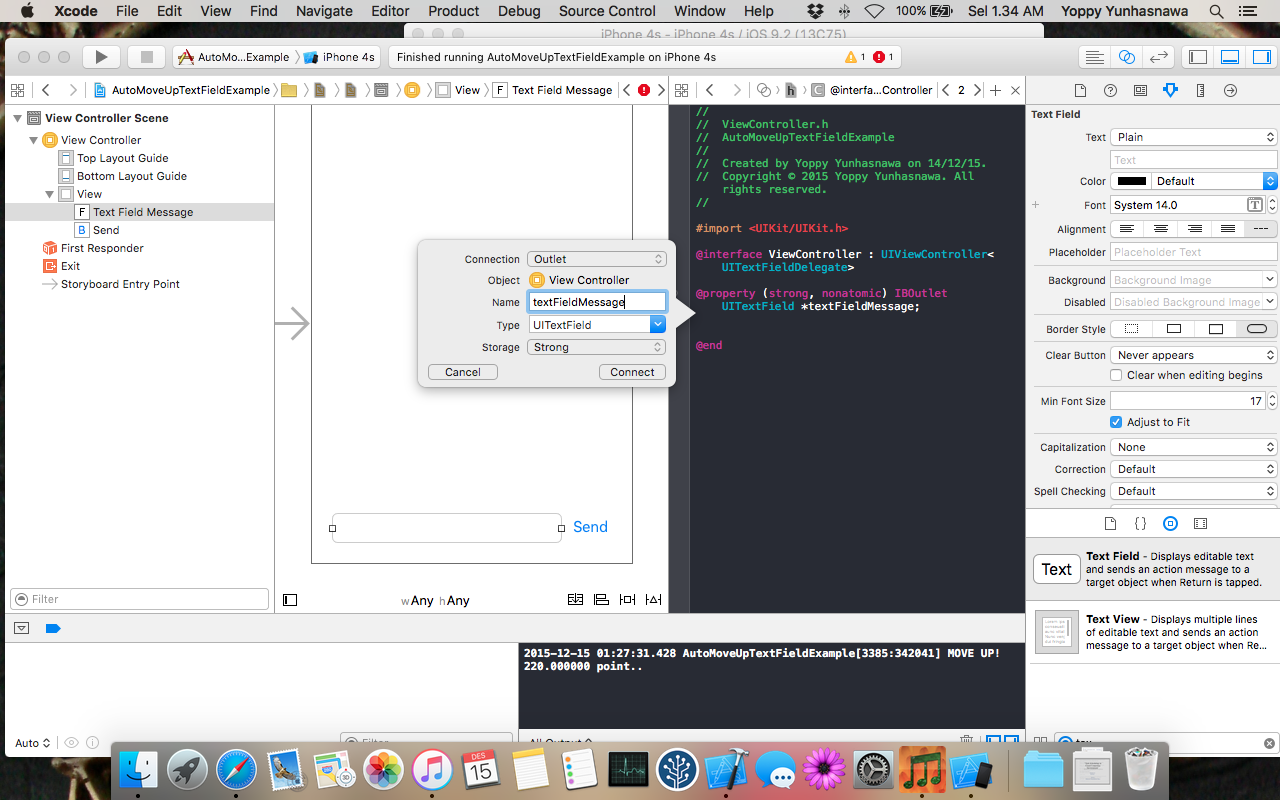 Xcode File Edit View Find Navigate Editor Product Debug Source Control Window Help 100% Sel 1.34 AM Yoppy Yunhasnawa
iPhone 4s - iPhone 4s / iOS 9.2 (13C75)
AutoMo...Example iPhone 4s Finished running AutoMoveUpTextFieldExample on iPhone 4s 1 1
AutoMoveUpTextFieldExample View F Text Field Message h C @interfa...Controller 2
View Controller Scene
View Controller
Top Layout Guide
Bottom Layout Guide
View
F Text Field Message
B Send
First Responder
Exit
Storyboard Entry Point
Filter
Connection Outlet
Object View Controller
Name textFieldMessage
Type UITextField
Storage Strong
Cancel Connect
Send
wAny hAny
//
// ViewController.h
// AutoMoveUpTextFieldExample
//
// Created by Yoppy Yunhasnawa on 14/12/15.
// Copyright © 2015 Yoppy Yunhasnawa. All
rights reserved.
//
#import <UIKit/UIKit.h>
@interface ViewController : UIViewController<
UITextFieldDelegate>
@property (strong, nonatomic) IBOutlet
UITextField *textFieldMessage;
@end
Text Field
Text Plain
Text
Color Default
Font System 14.0 T
Alignment
Placeholder Placeholder Text
Background Background Image
Disabled Disabled Background Image
Border Style
Clear Button Never appears
Clear when editing begins
Min Font Size 17
Adjust to Fit
Capitalization None
Correction Default
Spell Checking Default
{}
Text
Text Field - Displays editable text
and sends an action message to a
target object when Return is tapped.
Text View - Displays multiple lines
of editable text and sends an action
message to a target object when Re...
2015-12-15 01:27:31.428 AutoMoveUpTextFieldExample[3385:342041] MOVE UP!
220.000000 point..
Auto
Filter
All Output
DES
15